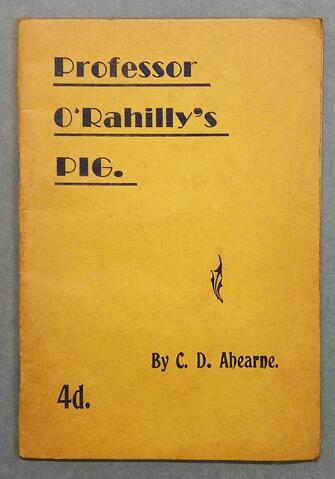 Professor
O'Rahilly's
PIG.
By C. D. Ahearne.
4d.